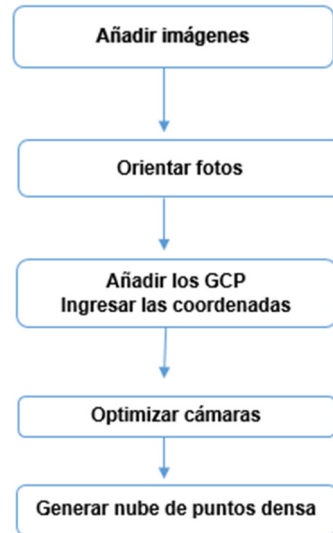 Añadir imágenes
Orientar fotos
Añadir los GCP
Ingresar las coordenadas
Optimizar cámaras
Generar nube de puntos densa